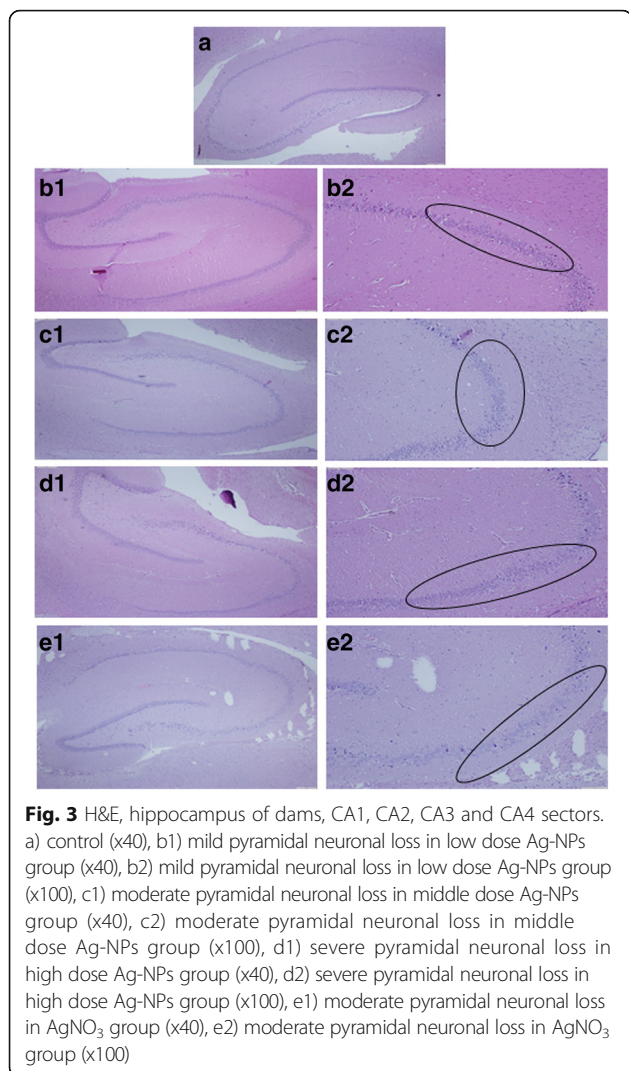 a
b1
b2
c1
c2
d1
d2
e1
e2
Fig. 3 H&E, hippocampus of dams, CA1, CA2, CA3 and CA4 sectors.
a) control (x40), b1) mild pyramidal neuronal loss in low dose Ag-NPs
group (x40), b2) mild pyramidal neuronal loss in low dose Ag-NPs group
(x100), c1) moderate pyramidal neuronal loss in middle dose Ag-NPs
group (x40), c2) moderate pyramidal neuronal loss in middle
dose Ag-NPs group (x100), d1) severe pyramidal neuronal loss in
high dose Ag-NPs group (x40), d2) severe pyramidal neuronal loss in
high dose Ag-NPs group (x100), e1) moderate pyramidal neuronal loss
in AgNO₃ group (x40), e2) moderate pyramidal neuronal loss in AgNO₃
group (x100)